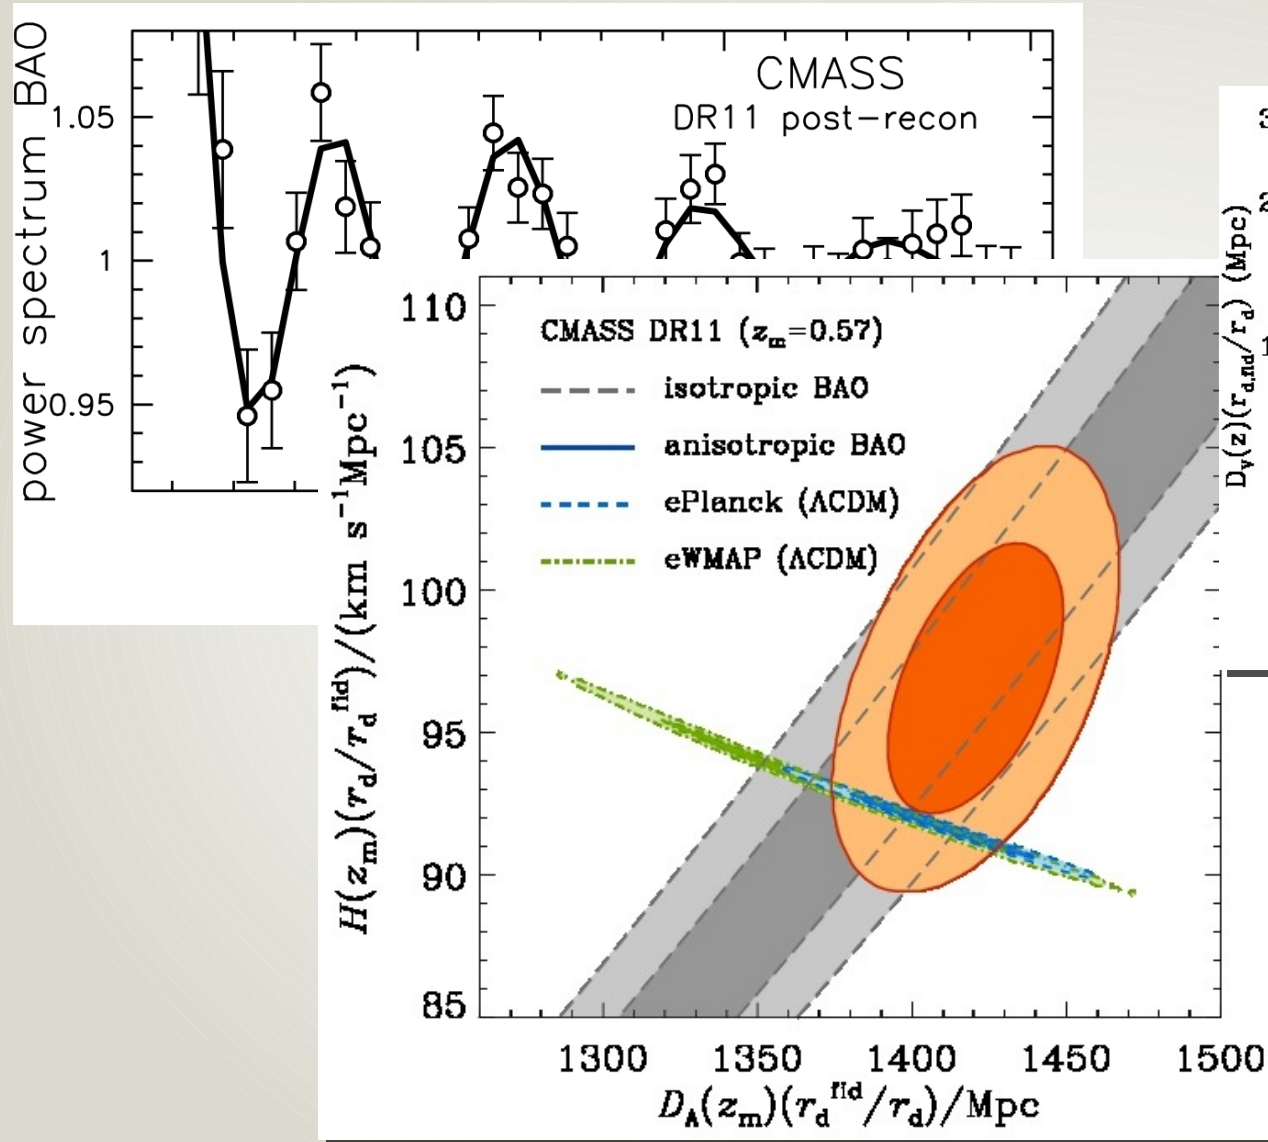 power spectrum BAO
1.05
1
0.95
CMASS
DR11 post-recon
H(z_m)(r_d/r_d^fid)/(km s^-1 Mpc^-1)
110
105
100
95
90
85
CMASS DR11 (z_m=0.57)
isotropic BAO
anisotropic BAO
ePlanck (ΛCDM)
eWMAP (ΛCDM)
1300 1350 1400 1450 1500
D_A(z_m)(r_d^fid/r_d)/Mpc
D_V(z)(r_d,fid/r_d) (Mpc)